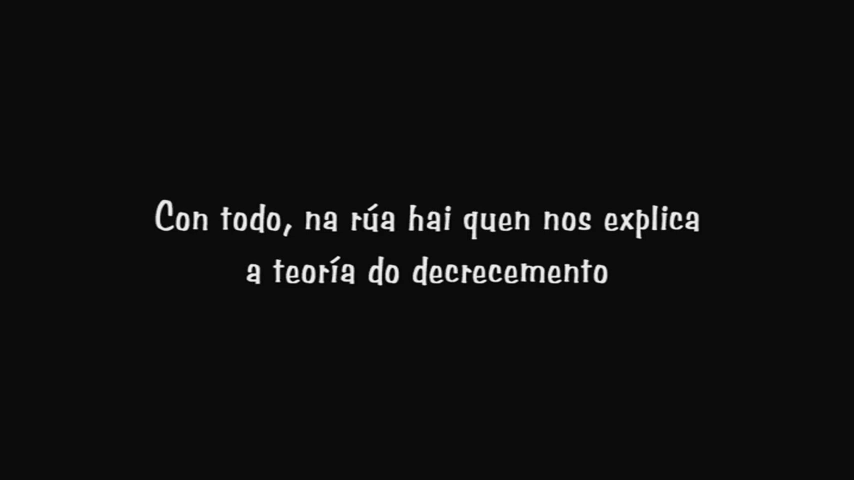 Con todo, na rúa hai quen nos explica
a teoría do decrecemento